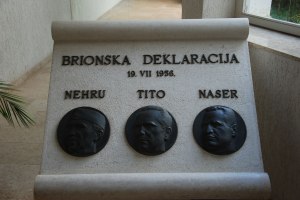 BRIONSKA DEKLARACIJA
19. VII 1956.
NEHRU TITO NASER